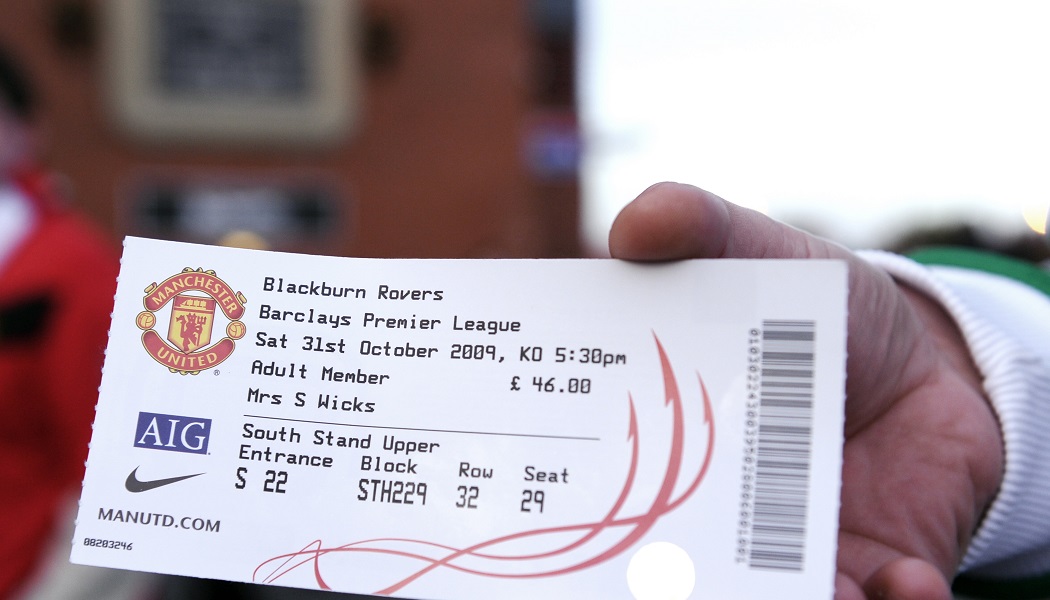 MANCHESTER
UNITED
®
Blackburn Rovers
Barclays Premier League
Sat 31st October 2009, KO 5:30pm
Adult Member £ 46.00
Mrs S Wicks
South Stand Upper
Entrance Block Row Seat
S 22 STH229 32 29
AIG
MANUTD.COM
08203246